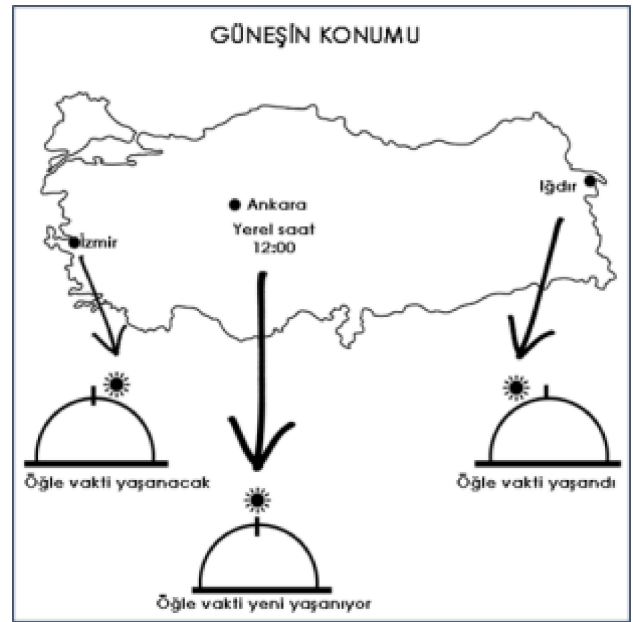 GÜNEŞİN KONUMU
Iğdır
Ankara
Yerel saat
12:00
İzmir
Öğle vakti yaşanacak
Öğle vakti yaşandı
Öğle vakti yeni yaşanıyor